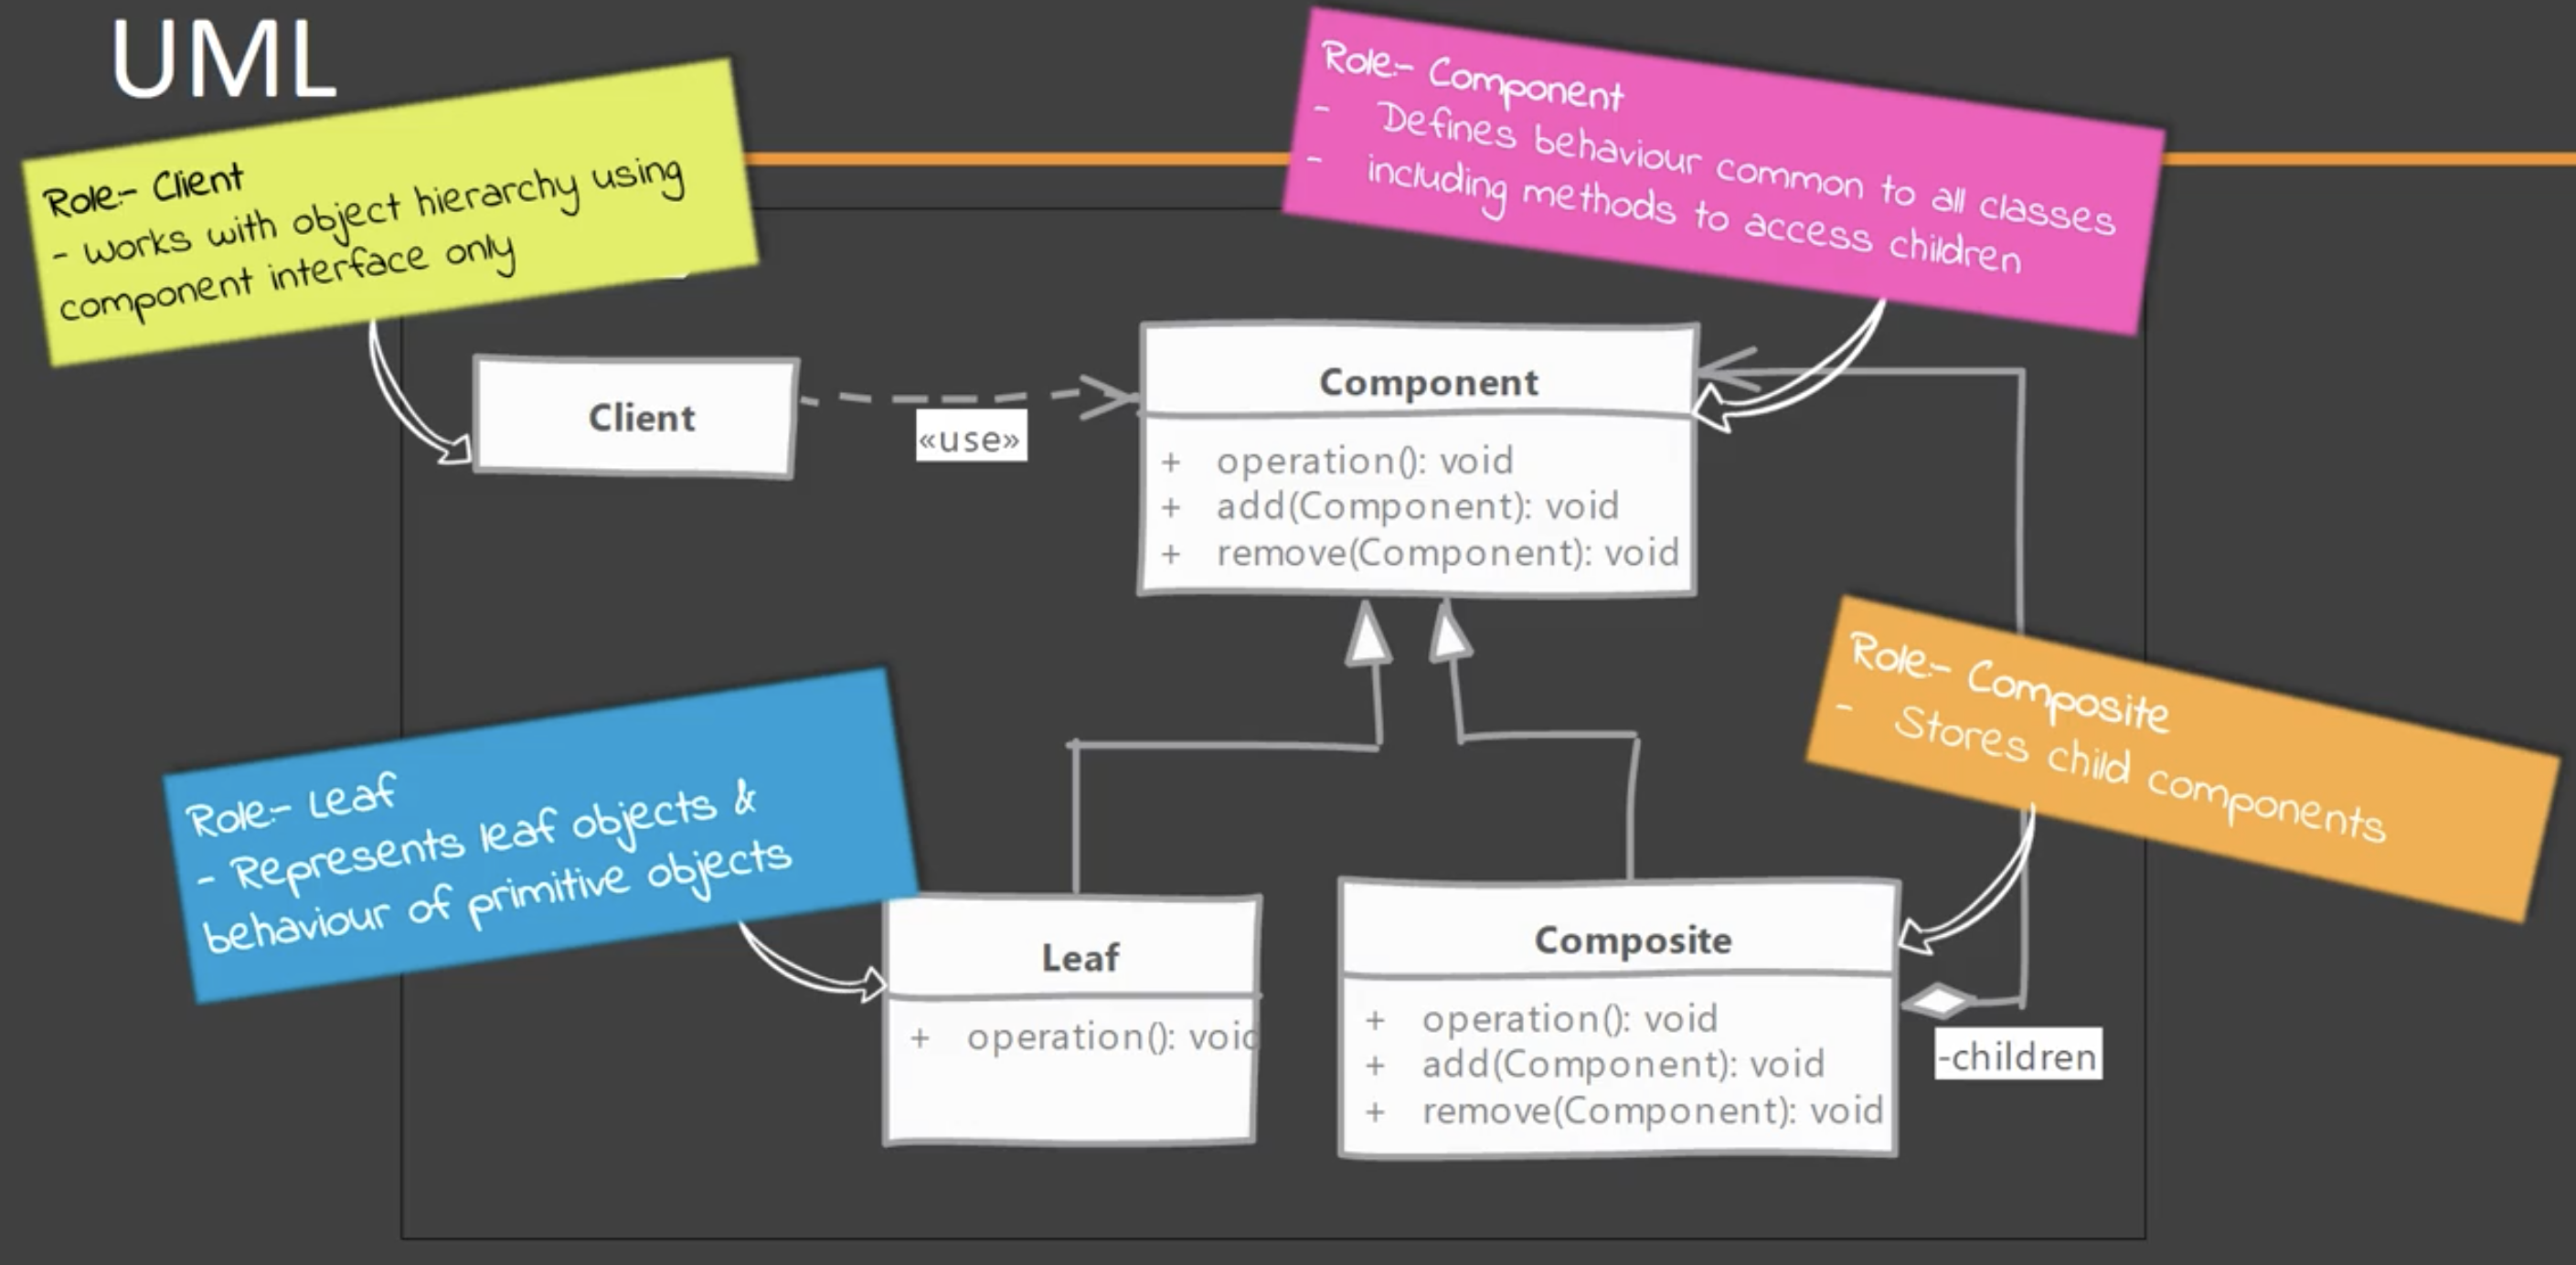 UML
Role:- Client
- Works with object hierarchy using
component interface only
Role:- Component
- Defines behaviour common to all classes
- including methods to access children
Client
«use»
Component
+ operation(): void
+ add(Component): void
+ remove(Component): void
Role:- Composite
- Stores child components
Role:- Leaf
- Represents leaf objects &
behaviour of primitive objects
Leaf
+ operation(): void
Composite
+ operation(): void
+ add(Component): void
+ remove(Component): void
-children